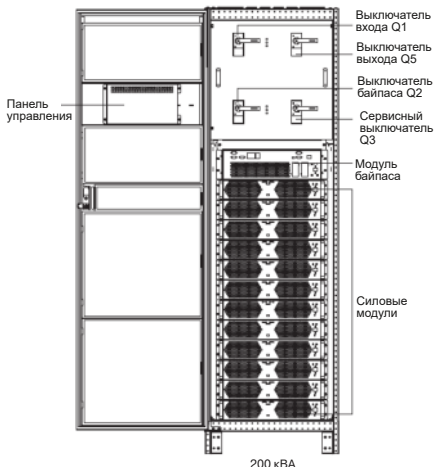 Выключатель
входа Q1
Выключатель
выхода Q5
Выключатель
байпаса Q2
Панель
управления
Сервисный
выключатель
Q3
Модуль
байпаса
Силовые
модули
200 кВА